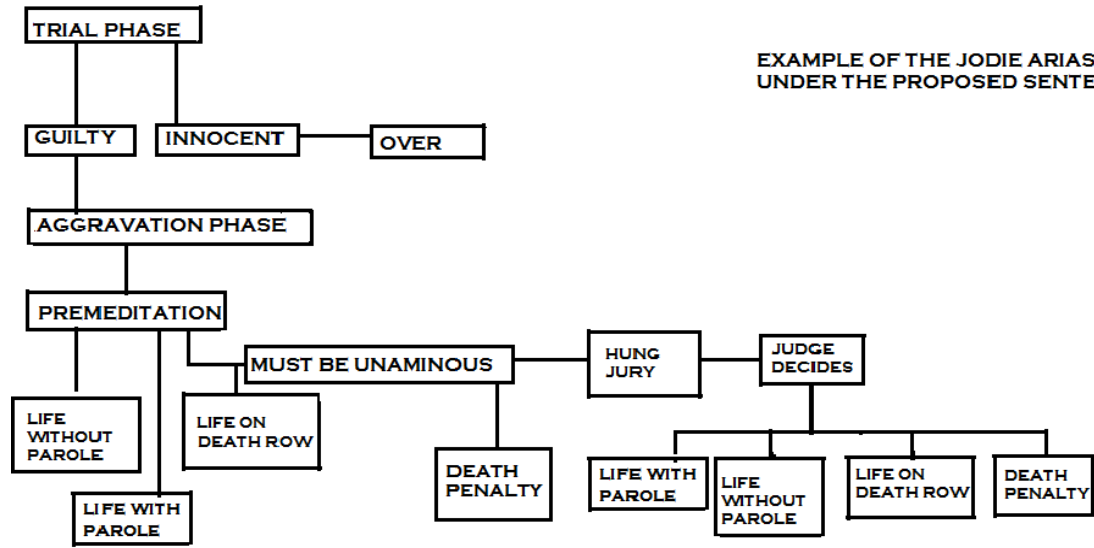 TRIAL PHASE
EXAMPLE OF THE JODIE ARIAS
UNDER THE PROPOSED SENTE
GUILTY
INNOCENT
OVER
AGGRAVATION PHASE
PREMEDITATION
MUST BE UNAMINOUS
HUNG
JURY
JUDGE
DECIDES
LIFE
WITHOUT
PAROLE
LIFE ON
DEATH ROW
LIFE WITH
PAROLE
DEATH
PENALTY
LIFE WITH
PAROLE
LIFE
WITHOUT
PAROLE
LIFE ON
DEATH ROW
DEATH
PENALTY